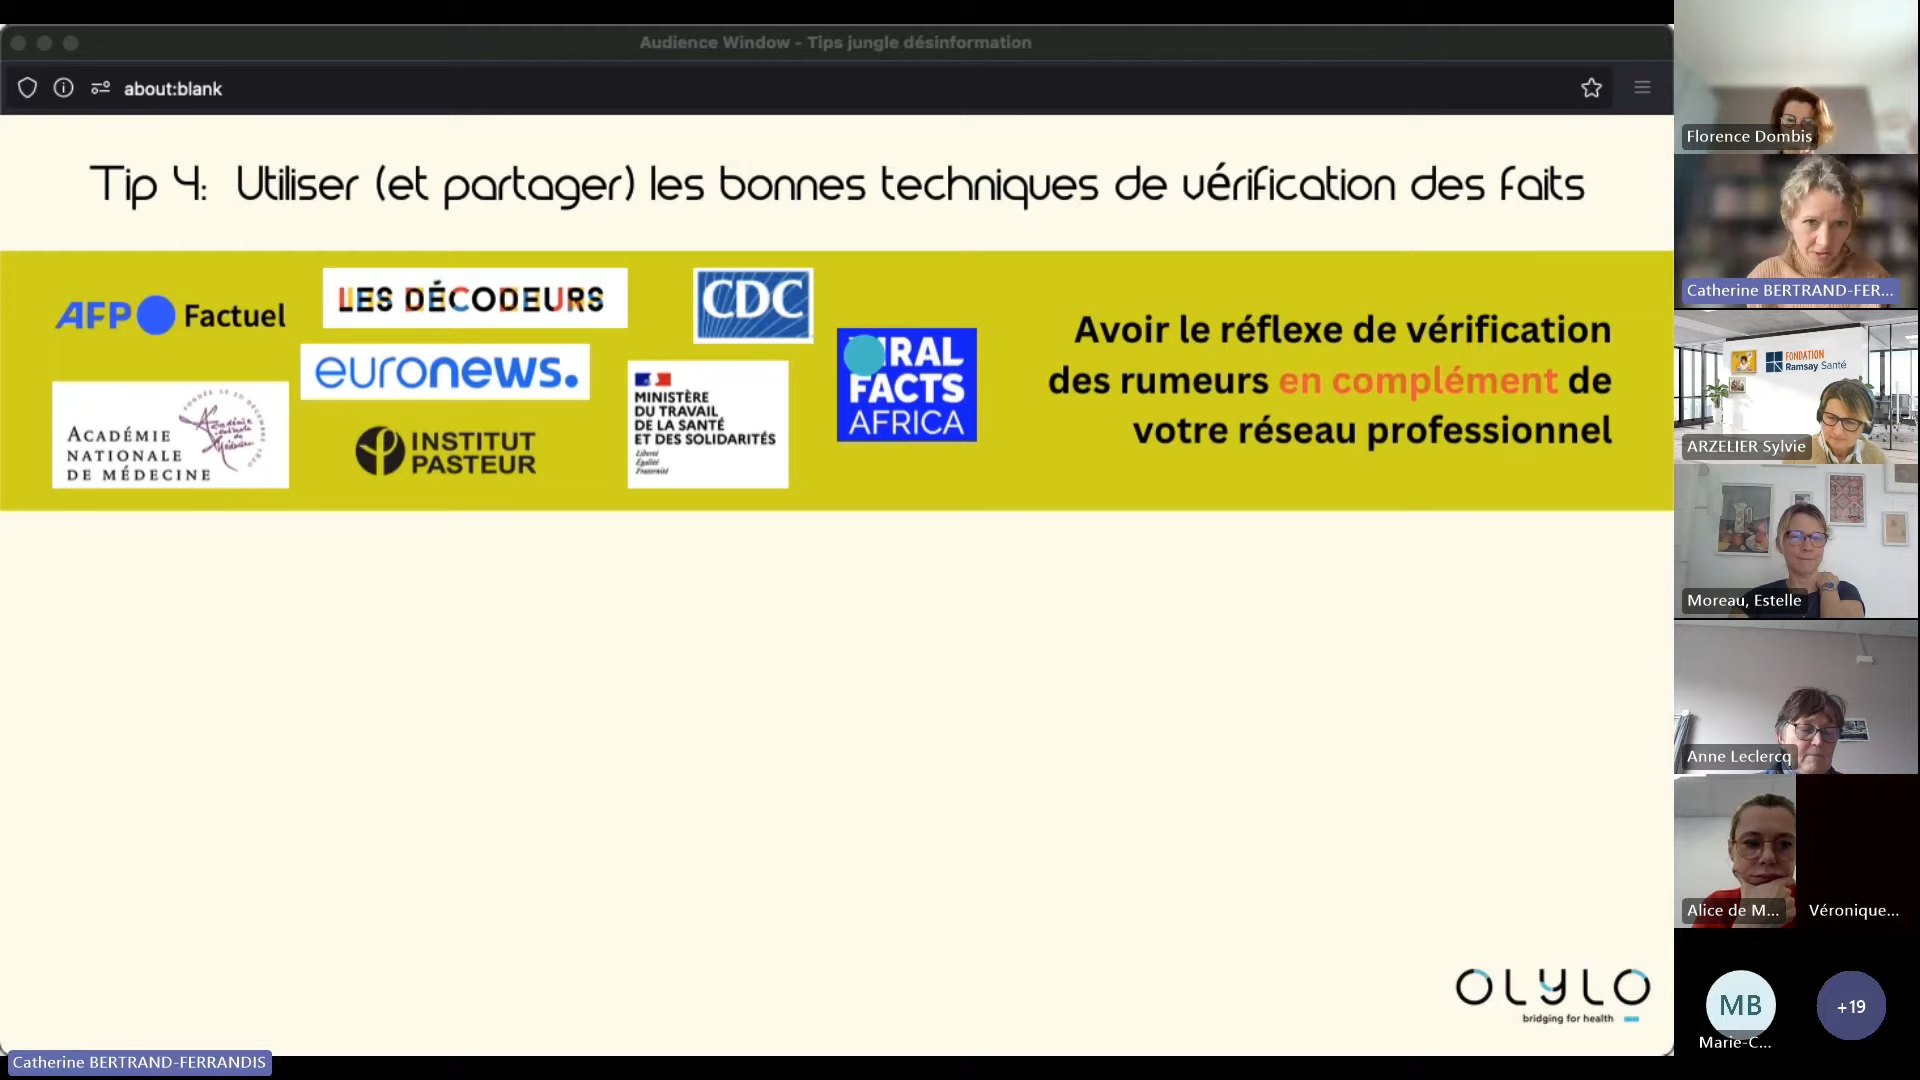 Audience Window - Tips jungle désinformation
about:blank
Tip 4: Utiliser (et partager) les bonnes techniques de vérification des faits
AFP Factuel
LES DÉCODEURS
CDC
euronews.
RAL
FACTS
AFRICA
MINISTÈRE
DU TRAVAIL
DE LA SANTÉ
ET DES SOLIDARITÉS
Liberté
Égalité
Fraternité
ACADÉMIE
NATIONALE
DE MÉDECINE
INSTITUT
PASTEUR
Avoir le réflexe de vérification
des rumeurs en complément de
votre réseau professionnel
OLYLO
bridging for health
Catherine BERTRAND-FERRANDIS
Florence Dombis
Catherine BERTRAND-FER...
FONDATION
Ramsay Santé
ARZELIER Sylvie
Moreau, Estelle
Anne Leclercq
Alice de M...
Véronique...
MB
Marie-C...
+19